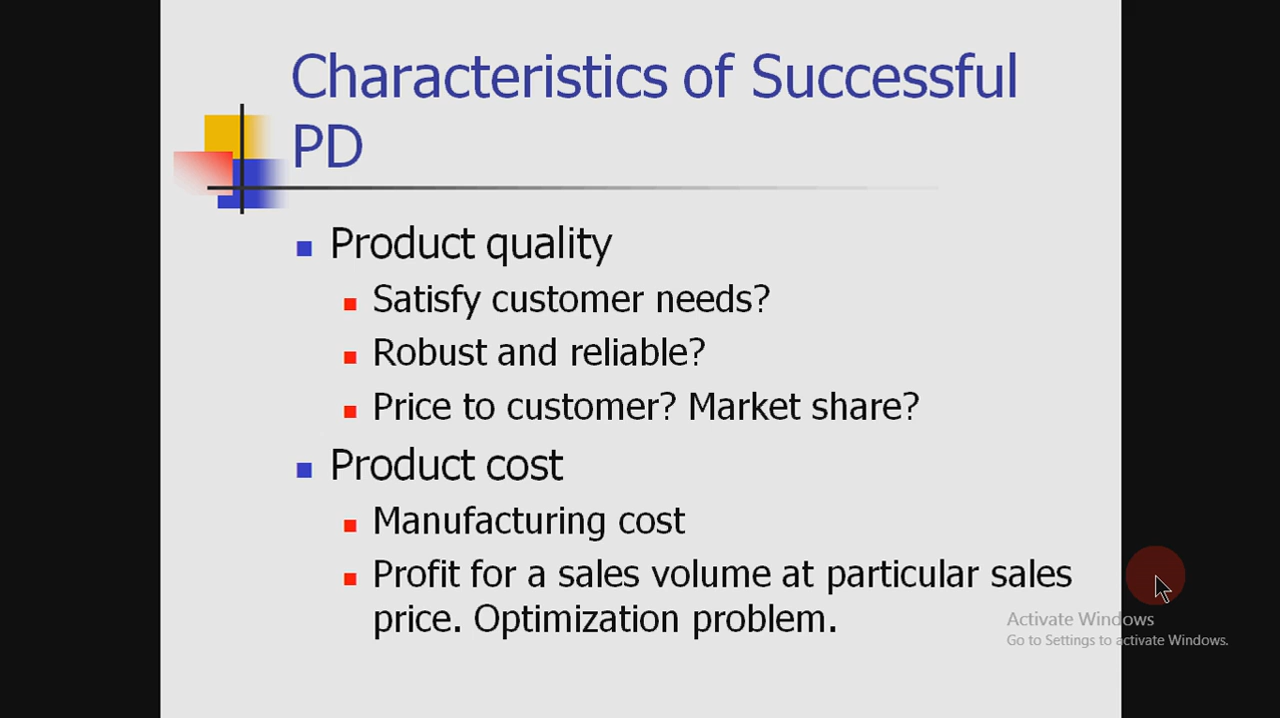 Characteristics of Successful
PD
Product quality
Satisfy customer needs?
Robust and reliable?
Price to customer? Market share?
Product cost
Manufacturing cost
Profit for a sales volume at particular sales
price. Optimization problem.
Activate Windows
Go to Settings to activate Windows.